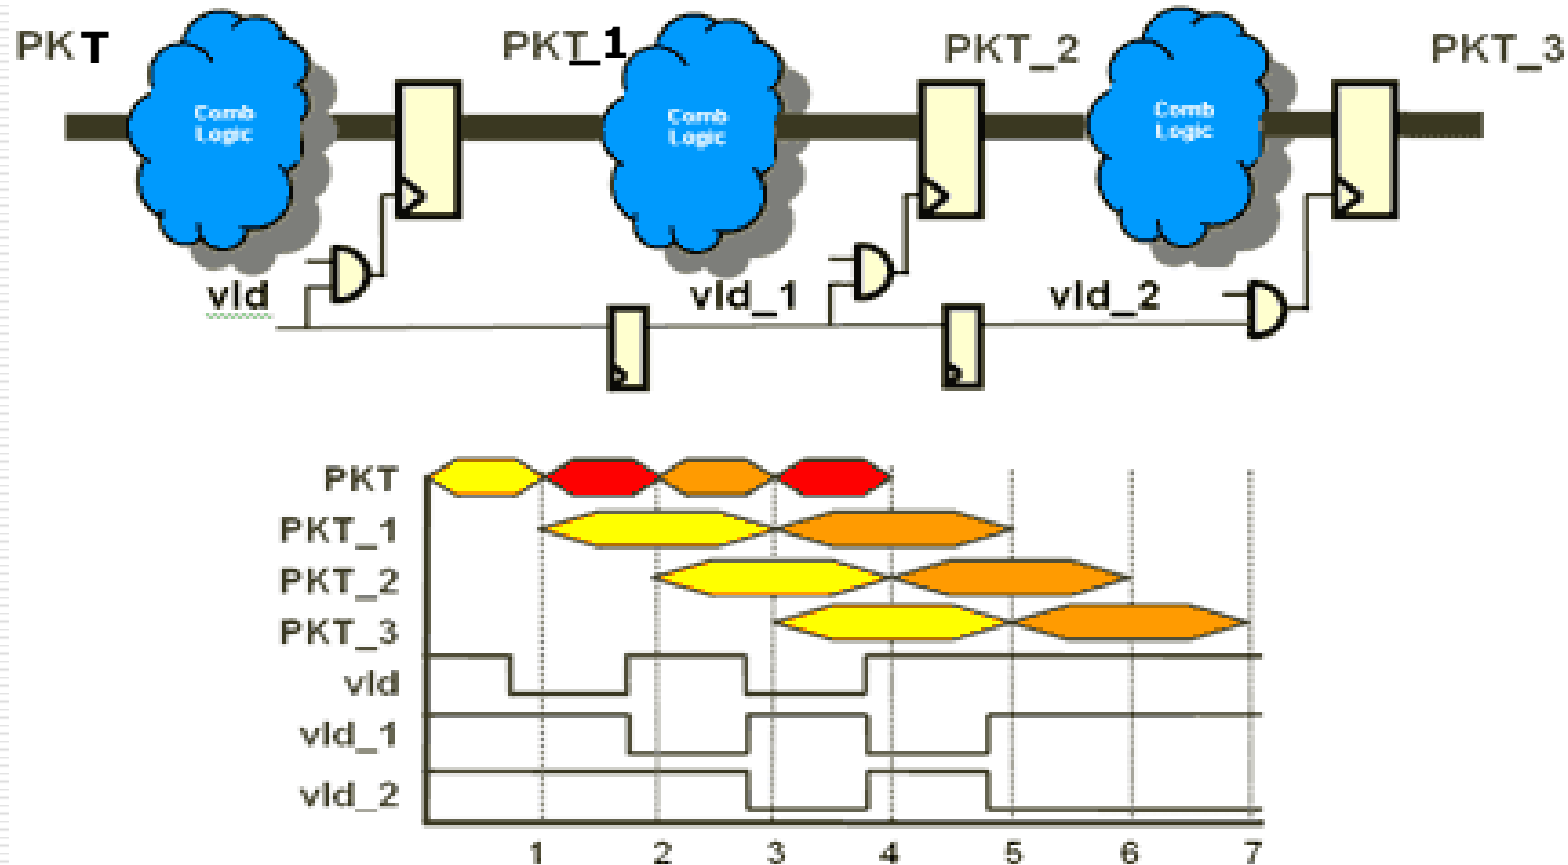 PKT PKT_1 PKT_2 PKT_3
Comb Logic
Comb Logic
Comb Logic
vld vld_1 vld_2
PKT
PKT_1
PKT_2
PKT_3
vld
vld_1
vld_2
1 2 3 4 5 6 7